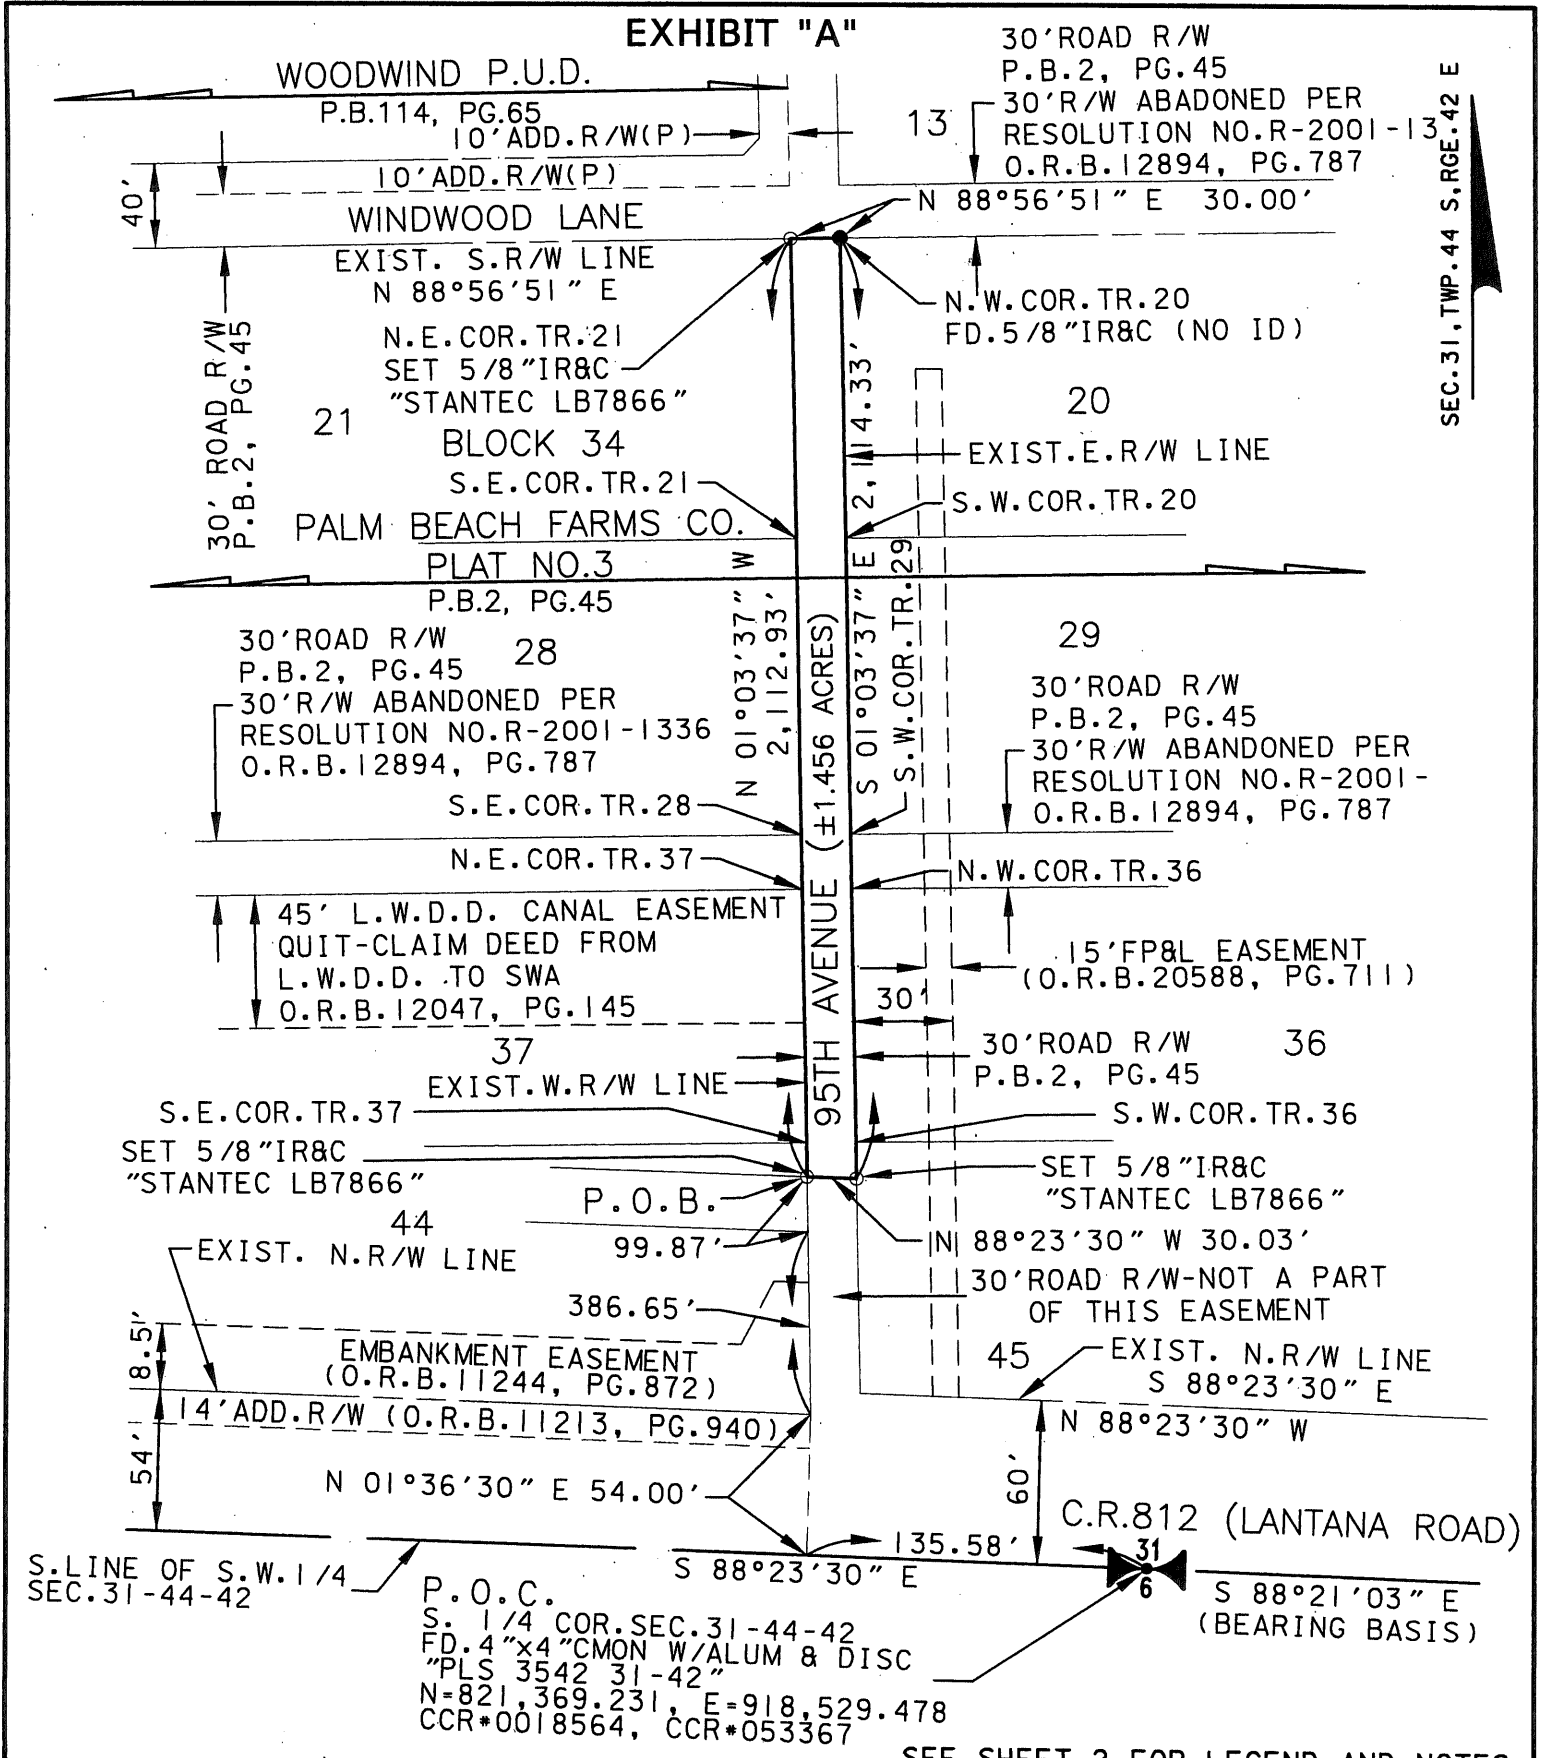 EXHIBIT "A"
WOODWIND P.U.D.
P.B.114, PG.65
10'ADD.R/W(P)
10'ADD.R/W(P)
40'
WINDWOOD LANE
EXIST. S.R/W LINE
N 88°56'51" E
30'ROAD R/W
P.B.2, PG.45
13
30'R/W ABADONED PER
RESOLUTION NO.R-2001-13
O.R.B.12894, PG.787
N 88°56'51" E 30.00'
SEC.31,TWP.44 S,RGE.42 E
N.W.COR.TR.20
FD.5/8"IR&C (NO ID)
N.E.COR.TR.21
SET 5/8"IR&C
"STANTEC LB7866"
30' ROAD R/W
P.B.2, PG.45
21
20
BLOCK 34
2,114.33'
EXIST.E.R/W LINE
S.E.COR.TR.21
S.W.COR.TR.20
PALM BEACH FARMS CO.
PLAT NO.3
P.B.2, PG.45
N 01°03'37" W
2,112.93'
S 01°03'37" E
S.W.COR.TR.29
95TH AVENUE (±1.456 ACRES)
30'ROAD R/W
P.B.2, PG.45
28
30'R/W ABANDONED PER
RESOLUTION NO.R-2001-1336
O.R.B.12894, PG.787
29
30'ROAD R/W
P.B.2, PG.45
30'R/W ABANDONED PER
RESOLUTION NO.R-2001-
O.R.B.12894, PG.787
S.E.COR.TR.28
N.E.COR.TR.37
N.W.COR.TR.36
45' L.W.D.D. CANAL EASEMENT
QUIT-CLAIM DEED FROM
L.W.D.D. TO SWA
O.R.B.12047, PG.145
15'FP&L EASEMENT
(O.R.B.20588, PG.711)
30'
37
30'ROAD R/W
P.B.2, PG.45
36
EXIST.W.R/W LINE
S.E.COR.TR.37
S.W.COR.TR.36
SET 5/8"IR&C
"STANTEC LB7866"
SET 5/8"IR&C
"STANTEC LB7866"
P.O.B.
44
EXIST. N.R/W LINE
99.87'
N 88°23'30" W 30.03'
30'ROAD R/W-NOT A PART
OF THIS EASEMENT
386.65'
8.5'
EMBANKMENT EASEMENT
(O.R.B.11244, PG.872)
45
EXIST. N.R/W LINE
S 88°23'30" E
14'ADD.R/W (O.R.B.11213, PG.940)
N 88°23'30" W
54'
N 01°36'30" E 54.00'
60'
C.R.812 (LANTANA ROAD)
135.58'
31
6
S 88°23'30" E
S 88°21'03" E
(BEARING BASIS)
S.LINE OF S.W.1/4
SEC.31-44-42
P.O.C.
S. 1/4 COR.SEC.31-44-42
FD.4"x4"CMON W/ALUM & DISC
"PLS 3542 31-42"
N=821,369.231, E=918,529.478
CCR*0018564, CCR*053367